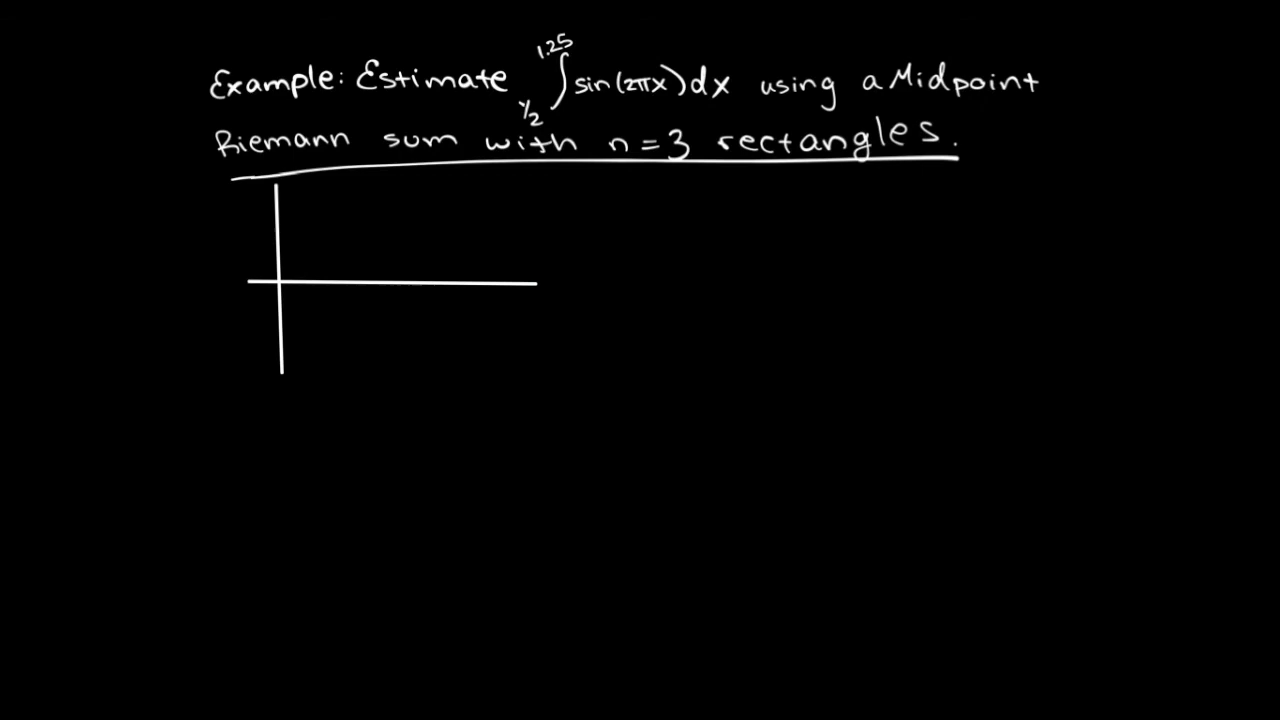 Example: Estimate ∫_{1/2}^{1.25} sin(2πx)dx using a Midpoint
Riemann sum with n=3 rectangles.